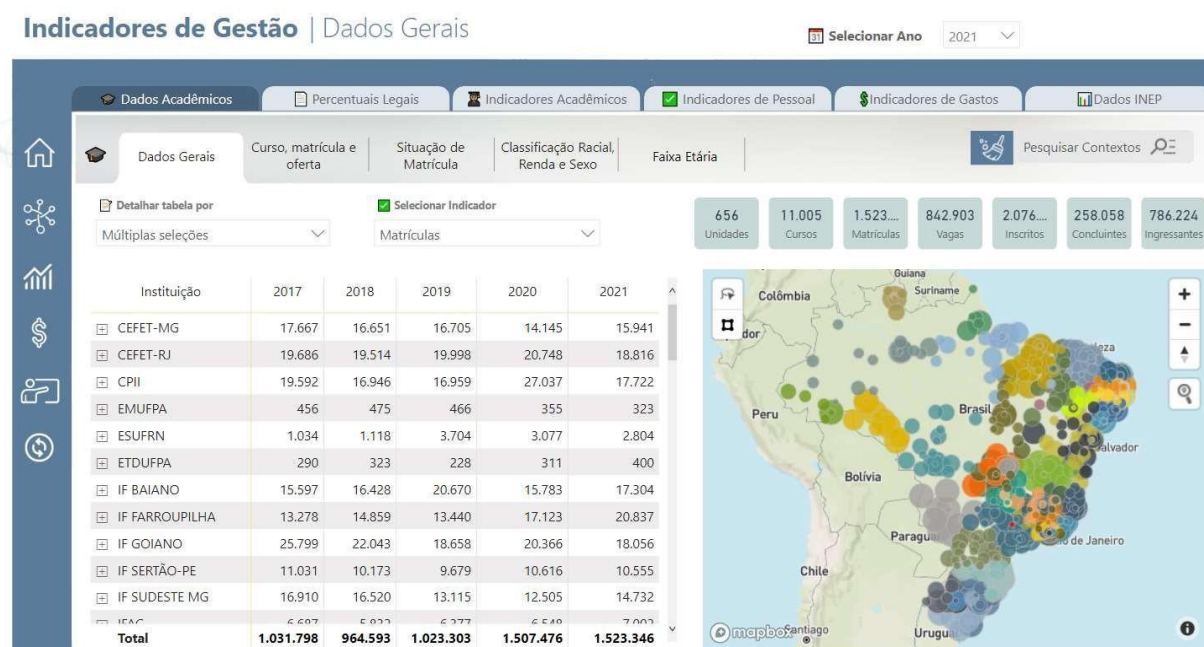 Indicadores de Gestão | Dados Gerais
31 Selecionar Ano 2021
Dados Acadêmicos Percentuais Legais Indicadores Acadêmicos Indicadores de Pessoal $Indicadores de Gastos Dados INEP
Dados Gerais
Curso, matrícula e
oferta
Situação de
Matrícula
Classificação Racial,
Renda e Sexo
Faixa Etária
Pesquisar Contextos
Detalhar tabela por
Múltiplas seleções
Selecionar Indicador
Matrículas
656
Unidades
11.005
Cursos
1.523....
Matrículas
842.903
Vagas
2.076....
Inscritos
258.058
Concluintes
786.224
Ingressantes
Instituição 2017 2018 2019 2020 2021
CEFET-MG 17.667 16.651 16.705 14.145 15.941
CEFET-RJ 19.686 19.514 19.998 20.748 18.816
CPII 19.592 16.946 16.959 27.037 17.722
EMUFPA 456 475 466 355 323
ESUFRN 1.034 1.118 3.704 3.077 2.804
ETDUFPA 290 323 228 311 400
IF BAIANO 15.597 16.428 20.670 15.783 17.304
IF FARROUPILHA 13.278 14.859 13.440 17.123 20.837
IF GOIANO 25.799 22.043 18.658 20.366 18.056
IF SERTÃO-PE 11.031 10.173 9.679 10.616 10.555
IF SUDESTE MG 16.910 16.520 13.115 12.505 14.732
Total 1.031.798 964.593 1.023.303 1.507.476 1.523.346
Guiana
Suriname
Colômbia
dor
eza
Peru
Brasil
alvador
Bolívia
Paragu
o de Janeiro
Chile
mapbox
Santiago
Urugu